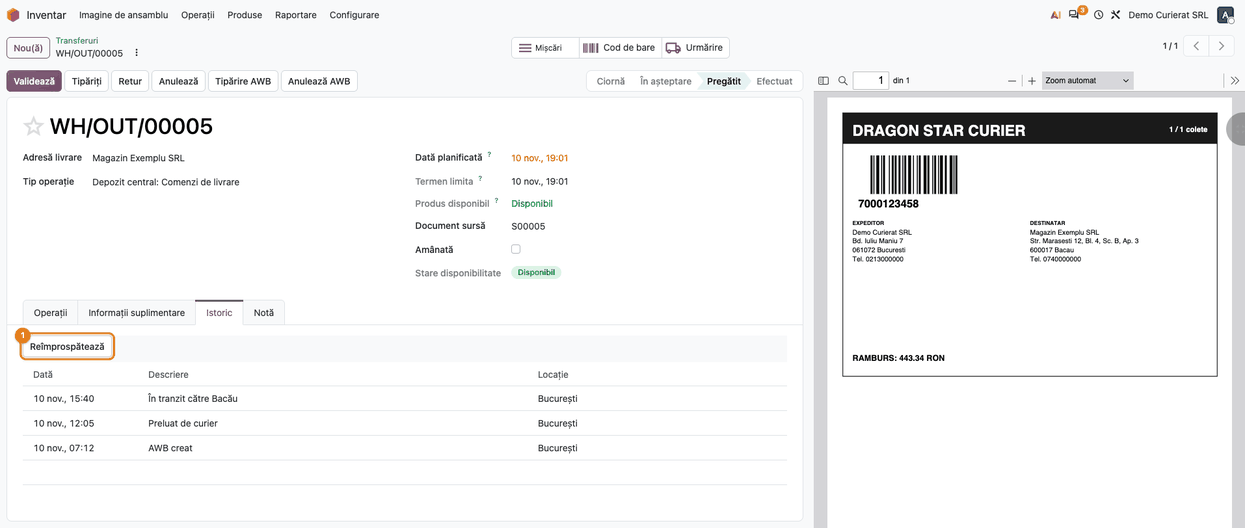 Inventar Imagine de ansamblu Operații Produse Raportare Configurare AI 3 Demo Curierat SRL A
Nou(ă) Transferuri
WH/OUT/00005
Mișcări Cod de bare Urmărire 1 / 1
Validează Tipăriți Retur Anulează Tipărire AWB Anulează AWB Ciornă În așteptare Pregătit Efectuat
WH/OUT/00005
Adresă livrare Magazin Exemplu SRL
Tip operație Depozit central: Comenzi de livrare
Dată planificată ? 10 nov., 19:01
Termen limita ? 10 nov., 19:01
Produs disponibil ? Disponibil
Document sursă S00005
Amânată
Stare disponibilitate Disponibil
Operații Informații suplimentare Istoric Notă
1
Reîmprospătează
Dată Descriere Locație
10 nov., 15:40 În tranzit către Bacău București
10 nov., 12:05 Preluat de curier București
10 nov., 07:12 AWB creat București
1 din 1 Zoom automat
DRAGON STAR CURIER 1 / 1 colete
7000123458
EXPEDITOR
Demo Curierat SRL
Bd. Iuliu Maniu 7
061072 Bucuresti
Tel. 0213000000
DESTINATAR
Magazin Exemplu SRL
Str. Marasesti 12, Bl. 4, Sc. B, Ap. 3
600017 Bacau
Tel. 0740000000
RAMBURS: 443.34 RON